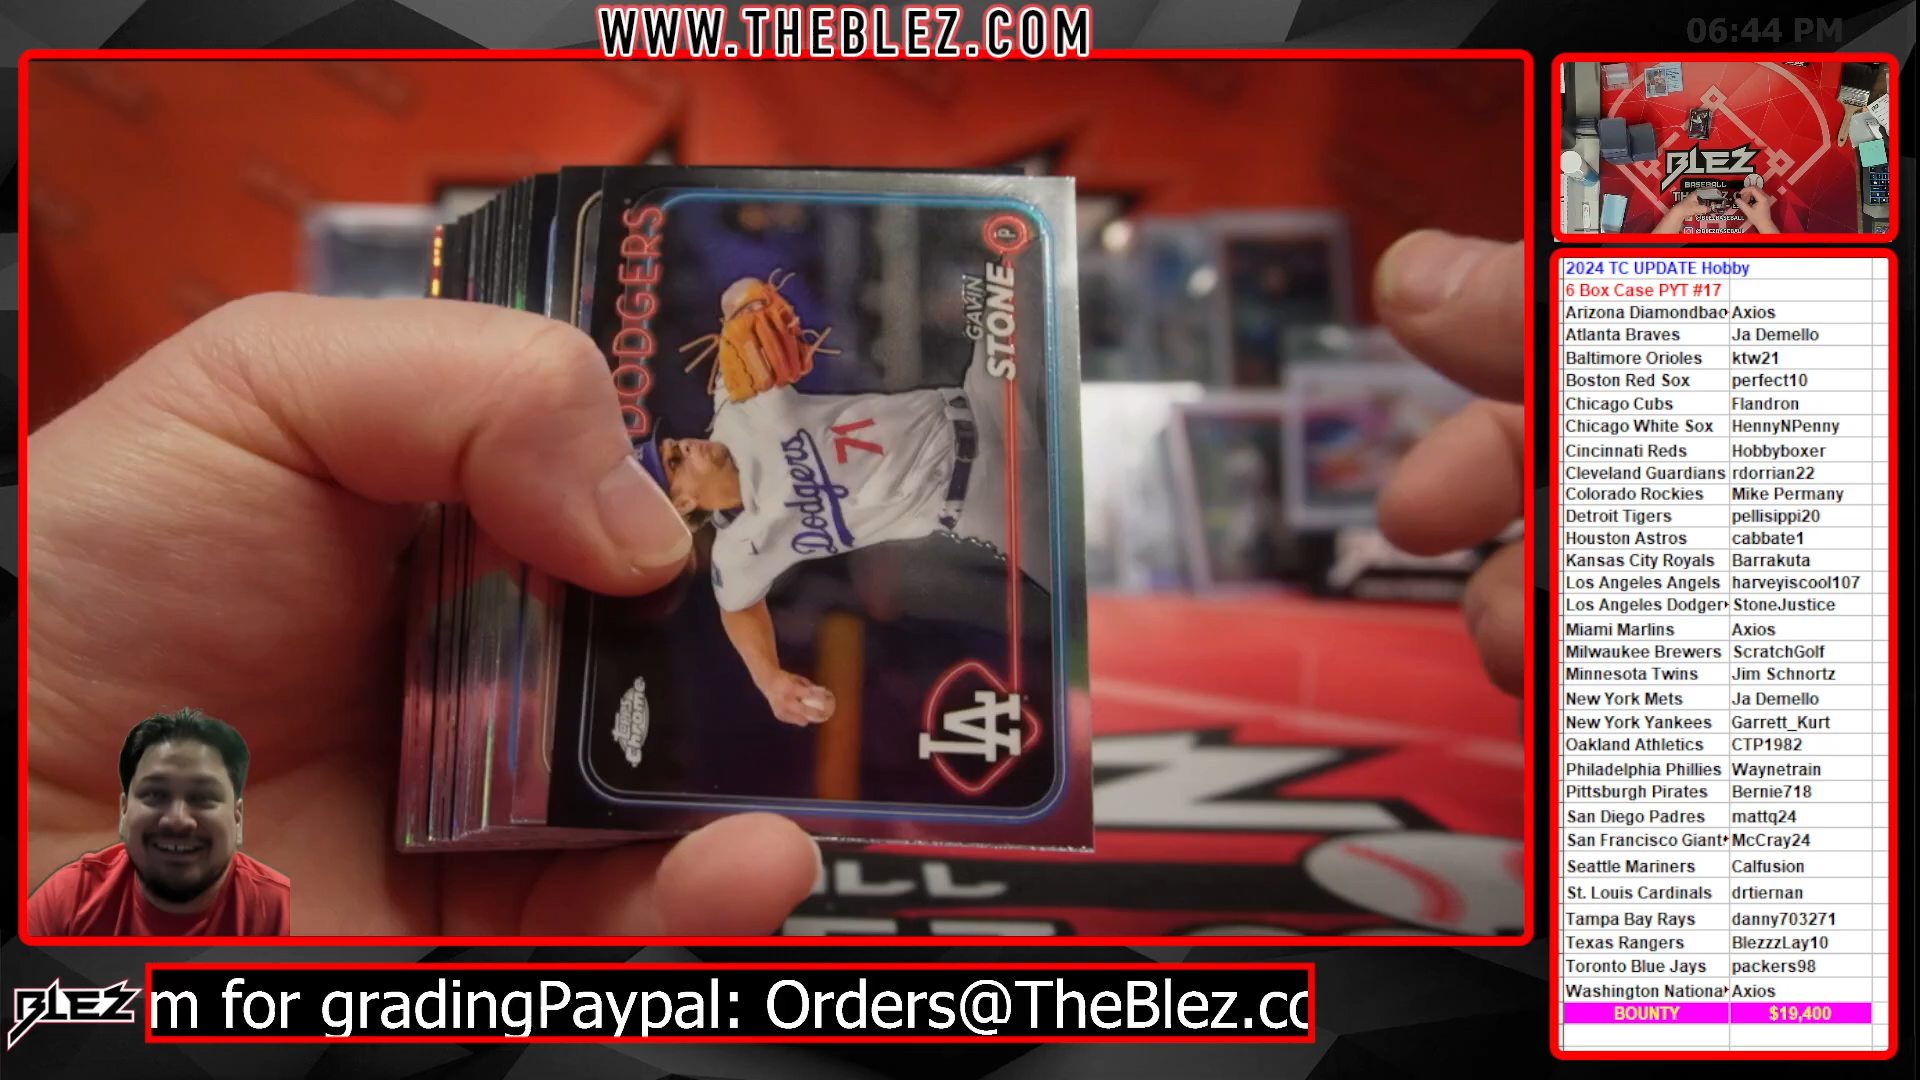 WWW.THEBLEZ.COM
06:44 PM
DODGERS
GAVIN
STONE
P
Dodgers
71
LA
Topps
Chrome
BLEZ
BASEBALL
2024 TC UPDATE Hobby
6 Box Case PYT #17
Arizona Diamondbac Axios
Atlanta Braves Ja Demello
Baltimore Orioles ktw21
Boston Red Sox perfect10
Chicago Cubs Flandron
Chicago White Sox HennyNPenny
Cincinnati Reds Hobbyboxer
Cleveland Guardians rdorrian22
Colorado Rockies Mike Permany
Detroit Tigers pellisippi20
Houston Astros cabbate1
Kansas City Royals Barrakuta
Los Angeles Angels harveyiscool107
Los Angeles Dodger StoneJustice
Miami Marlins Axios
Milwaukee Brewers ScratchGolf
Minnesota Twins Jim Schnortz
New York Mets Ja Demello
New York Yankees Garrett_Kurt
Oakland Athletics CTP1982
Philadelphia Phillies Waynetrain
Pittsburgh Pirates Bernie718
San Diego Padres mattq24
San Francisco Giant McCray24
Seattle Mariners Calfusion
St. Louis Cardinals drtiernan
Tampa Bay Rays danny703271
Texas Rangers BlezzzLay10
Toronto Blue Jays packers98
Washington Nationa Axios
BOUNTY $19,400
BLEZ
m for gradingPaypal: Orders@TheBlez.co